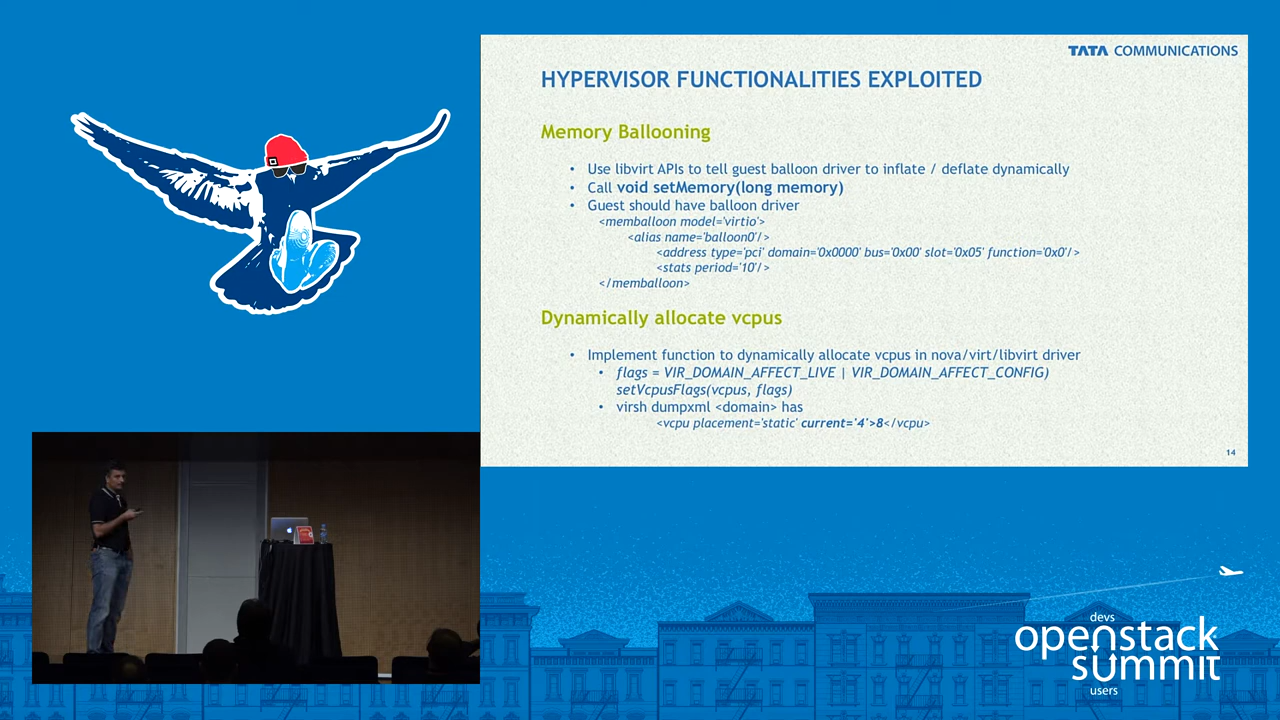 TATA COMMUNICATIONS
HYPERVISOR FUNCTIONALITIES EXPLOITED
Memory Ballooning
• Use libvirt APIs to tell guest balloon driver to inflate / deflate dynamically
• Call void setMemory(long memory)
• Guest should have balloon driver
<memballoon model='virtio'>
<alias name='balloon0'/>
<address type='pci' domain='0x0000' bus='0x00' slot='0x05' function='0x0'/>
<stats period='10'/>
</memballoon>
Dynamically allocate vcpus
• Implement function to dynamically allocate vcpus in nova/virt/libvirt driver
• flags = VIR_DOMAIN_AFFECT_LIVE | VIR_DOMAIN_AFFECT_CONFIG)
setVcpusFlags(vcpus, flags)
• virsh dumpxml <domain> has
<vcpu placement='static' current='4'>8</vcpu>
14
devs
openstack
summit
users